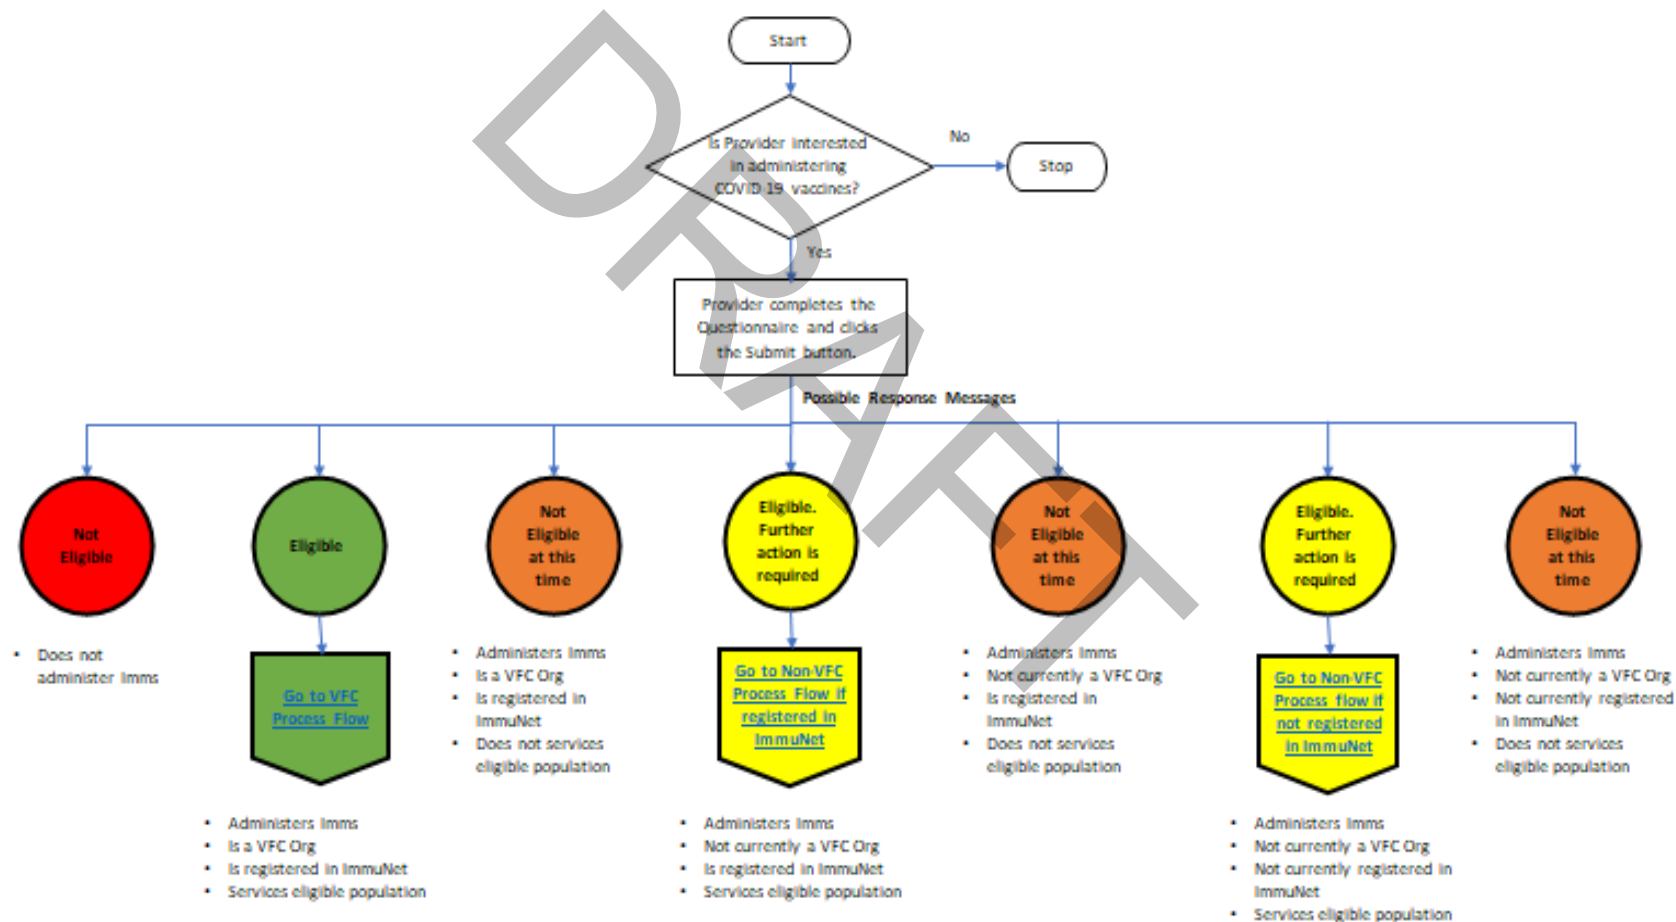 Start
Is Provider interested
in administering
COVID-19 vaccines?
No
Stop
Yes
Provider completes the
Questionnaire and clicks
the Submit button.
Possible Response Messages
Not
Eligible
Eligible
Not
Eligible
at this
time
Eligible.
Further
action is
required
Not
Eligible
at this
time
Eligible.
Further
action is
required
Not
Eligible
at this
time
• Does not
administer Imms
Go to VFC
Process Flow
• Administers Imms
• Is a VFC Org
• Is registered in
ImmuNet
• Does not services
eligible population
Go to Non-VFC
Process Flow if
registered in
ImmuNet
• Administers Imms
• Not currently a VFC Org
• Is registered in
ImmuNet
• Does not services
eligible population
Go to Non-VFC
Process flow if
not registered
in ImmuNet
• Administers Imms
• Not currently a VFC Org
• Not currently registered
in ImmuNet
• Does not services
eligible population
• Administers Imms
• Is a VFC Org
• Is registered in ImmuNet
• Services eligible population
• Administers Imms
• Not currently a VFC Org
• Is registered in ImmuNet
• Services eligible population
• Administers Imms
• Not currently a VFC Org
• Not currently registered in
ImmuNet
• Services eligible population
DRAFT